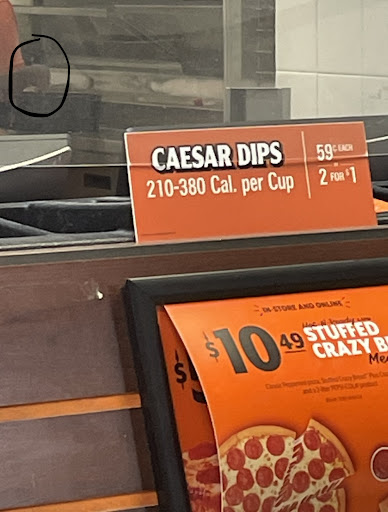 CAESAR DIPS
210-380 Cal. per Cup
59¢ EACH
2 FOR $1
IN-STORE AND ONLINE
$10 49
STUFFED
CRAZY B
Me
$